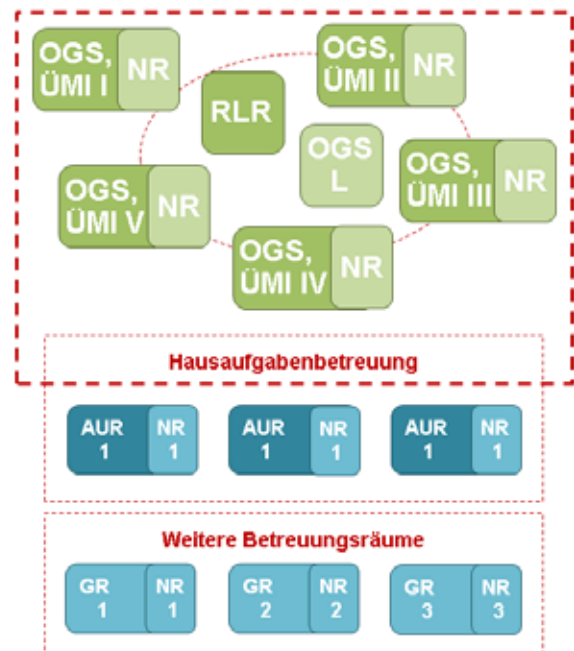 OGS,
ÜMI I
NR
OGS,
ÜMI II
NR
RLR
OGS
L
OGS,
ÜMI III
NR
OGS,
ÜMI V
NR
OGS,
ÜMI IV
NR
Hausaufgabenbetreuung
AUR
1
NR
1
AUR
1
NR
1
AUR
1
NR
1
Weitere Betreuungsräume
GR
1
NR
1
GR
2
NR
2
GR
3
NR
3